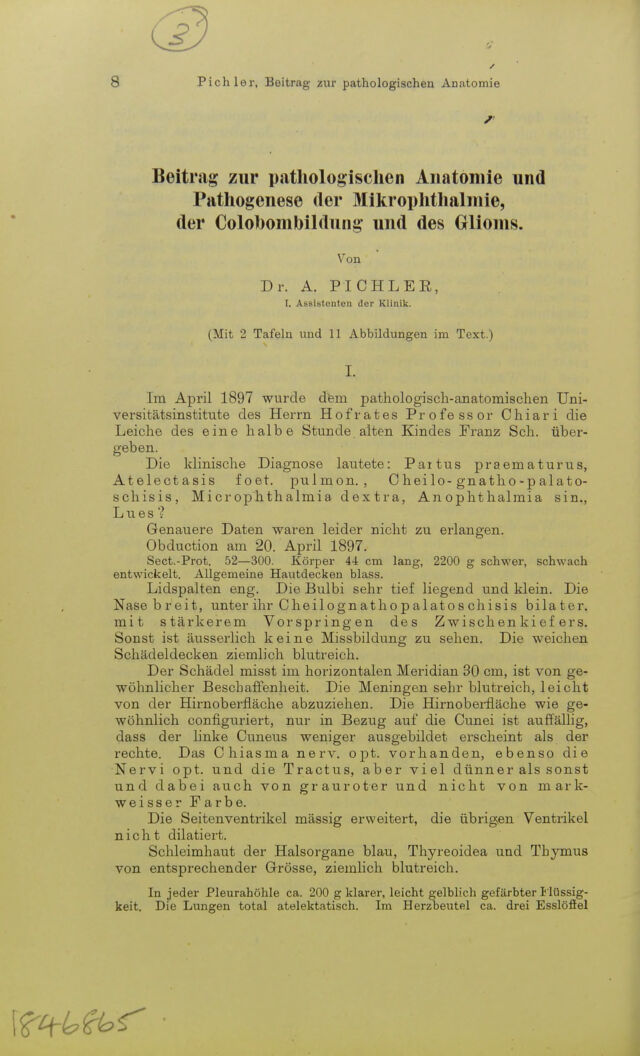 3
8 Pichler, Beitrag zur pathologischen Anatomie
Beitrag zur pathologischen Anatomie und
Pathogenese der Mikrophthalmie,
der Colobombildung und des Glioms.
Von
Dr. A. PICHLER,
I. Assistenten der Klinik.
(Mit 2 Tafeln und 11 Abbildungen im Text.)
I.
Im April 1897 wurde dem pathologisch-anatomischen Uni-
versitätsinstitute des Herrn Hofrates Professor Chiari die
Leiche des eine halbe Stunde alten Kindes Franz Sch. über-
geben.
Die klinische Diagnose lautete: Partus praematurus,
Atelectasis foet. pulmon., Cheilo-gnatho-palato-
schisis, Microphthalmia dextra, Anophthalmia sin.,
Lues?
Genauere Daten waren leider nicht zu erlangen.
Obduction am 20. April 1897.
Sect.-Prot. 52—300. Körper 44 cm lang, 2200 g schwer, schwach
entwickelt. Allgemeine Hautdecken blass.
Lidspalten eng. Die Bulbi sehr tief liegend und klein. Die
Nase breit, unter ihr Cheilognathopalatoschisis bilater.
mit stärkerem Vorspringen des Zwischenkiefers.
Sonst ist äusserlich keine Missbildung zu sehen. Die weichen
Schädeldecken ziemlich blutreich.
Der Schädel misst im horizontalen Meridian 30 cm, ist von ge-
wöhnlicher Beschaffenheit. Die Meningen sehr blutreich, leicht
von der Hirnoberfläche abzuziehen. Die Hirnoberfläche wie ge-
wöhnlich configuriert, nur in Bezug auf die Cunei ist auffällig,
dass der linke Cuneus weniger ausgebildet erscheint als der
rechte. Das Chiasma nerv. opt. vorhanden, ebenso die
Nervi opt. und die Tractus, aber viel dünner als sonst
und dabei auch von grauroter und nicht von mark-
weisser Farbe.
Die Seitenventrikel mässig erweitert, die übrigen Ventrikel
nicht dilatiert.
Schleimhaut der Halsorgane blau, Thyreoidea und Thymus
von entsprechender Grösse, ziemlich blutreich.
In jeder Pleurahöhle ca. 200 g klarer, leicht gelblich gefärbter Flüssig-
keit. Die Lungen total atelektatisch. Im Herzbeutel ca. drei Esslöffel
1846865